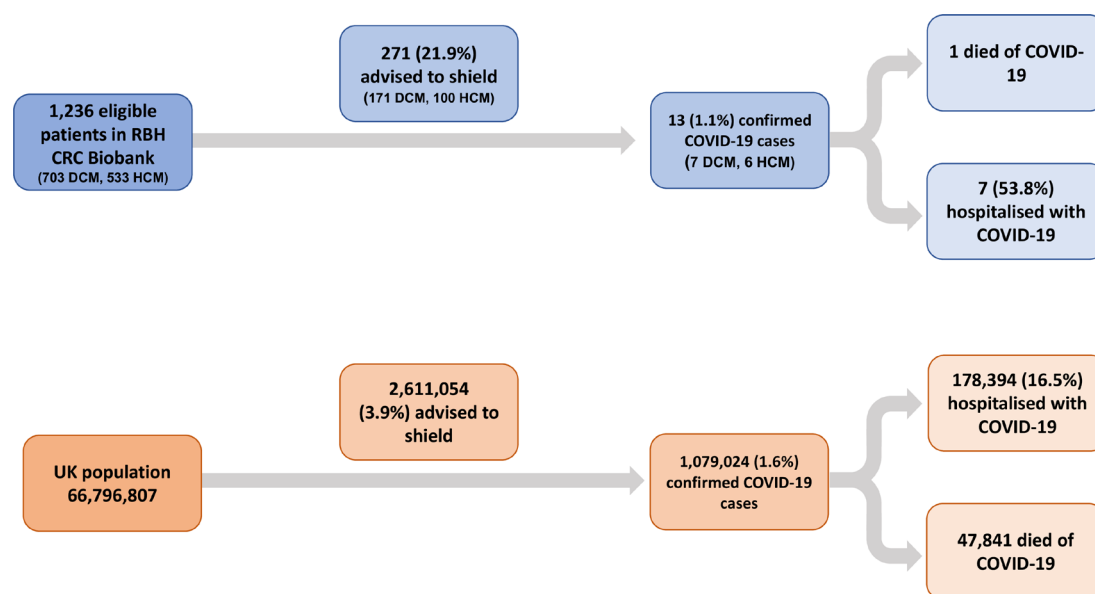 1,236 eligible
patients in RBH
CRC Biobank
(703 DCM, 533 HCM)
271 (21.9%)
advised to shield
(171 DCM, 100 HCM)
13 (1.1%) confirmed
COVID-19 cases
(7 DCM, 6 HCM)
1 died of COVID-
19
7 (53.8%)
hospitalised with
COVID-19
UK population
66,796,807
2,611,054
(3.9%) advised to
shield
1,079,024 (1.6%)
confirmed COVID-19
cases
178,394 (16.5%)
hospitalised with
COVID-19
47,841 died of
COVID-19